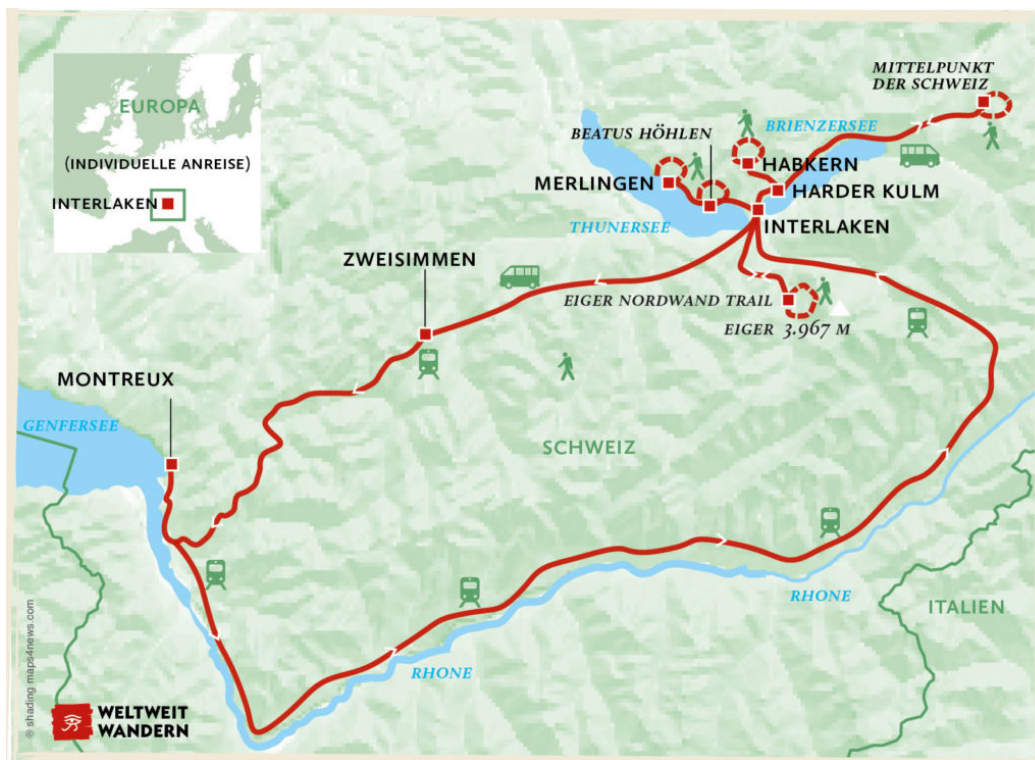 EUROPA
(INDIVIDUELLE ANREISE)
INTERLAKEN
MITTELPUNKT
DER SCHWEIZ
BEATUS HÖHLEN
BRIENZERSEE
HABKERN
MERLINGEN
HARDER KULM
THUNERSEE
INTERLAKEN
ZWEISIMMEN
EIGER NORDWAND TRAIL
EIGER 3.967 M
MONTREUX
GENFERSEE
SCHWEIZ
RHONE
ITALIEN
RHONE
© shading maps4news.com
WELTWEIT
WANDERN